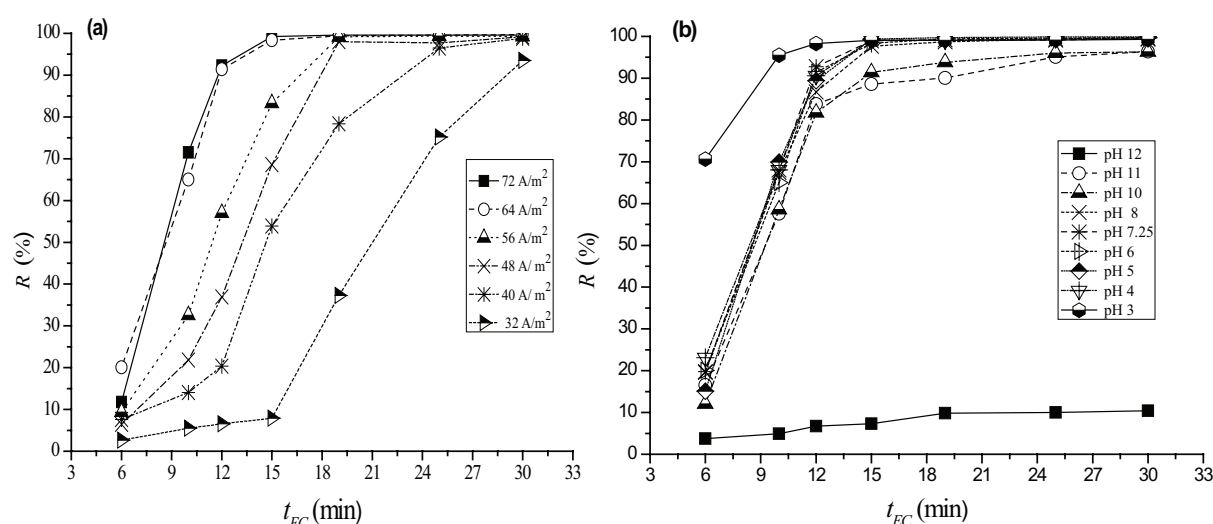 (a)
100
90
80
70
60
50
40
30
20
10
0
R (%)
72 A/m²
64 A/m²
56 A/m²
48 A/m²
40 A/m²
32 A/m²
3 6 9 12 15 18 21 24 27 30 33
t_EC (min)
(b)
100
90
80
70
60
50
40
30
20
10
0
R (%)
pH 12
pH 11
pH 10
pH 8
pH 7.25
pH 6
pH 5
pH 4
pH 3
3 6 9 12 15 18 21 24 27 30 33
t_EC (min)